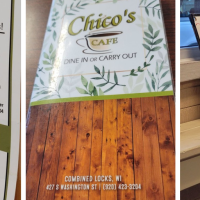 Chico's
CAFE
DINE IN or CARRY OUT
COMBINED LOCKS, WI
427 S WASHINGTON ST | (920) 423-3204